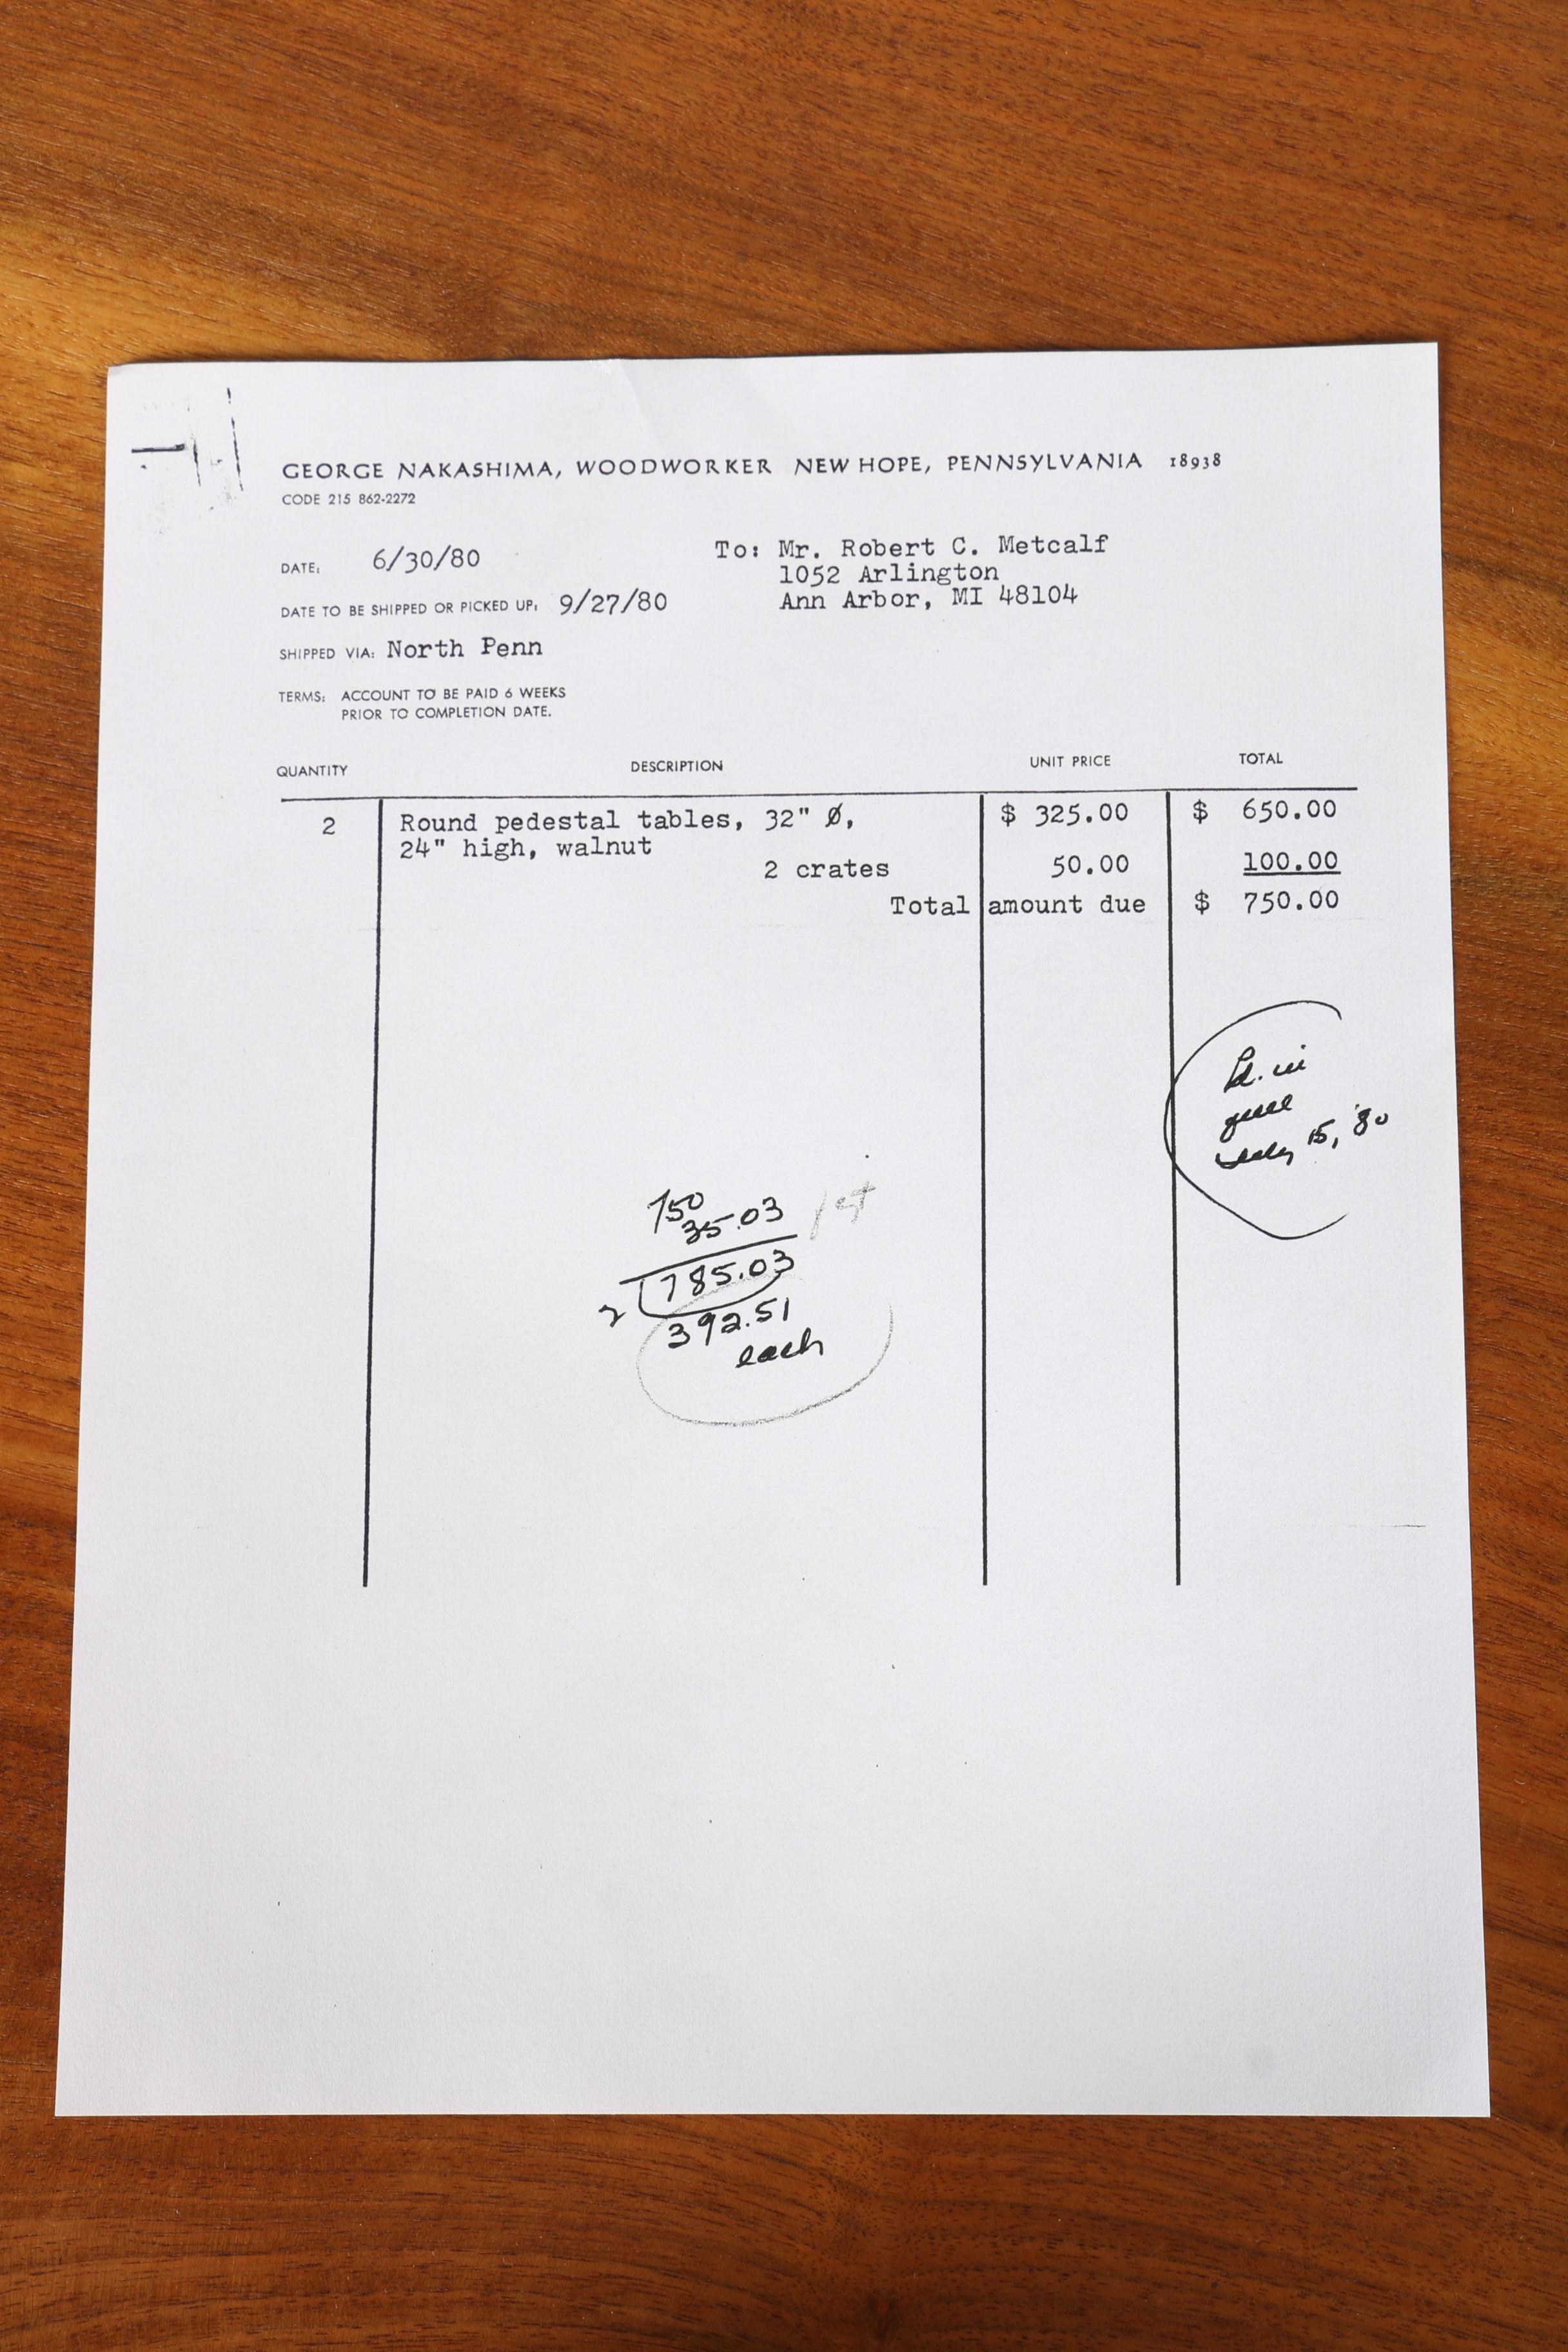 GEORGE NAKASHIMA, WOODWORKER NEW HOPE, PENNSYLVANIA 18938
CODE 215 862-2272
DATE: 6/30/80
To: Mr. Robert C. Metcalf
1052 Arlington
Ann Arbor, MI 48104
DATE TO BE SHIPPED OR PICKED UP: 9/27/80
SHIPPED VIA: North Penn
TERMS: ACCOUNT TO BE PAID 6 WEEKS
PRIOR TO COMPLETION DATE.
QUANTITY DESCRIPTION UNIT PRICE TOTAL
2 Round pedestal tables, 32" Ø, $ 325.00 $ 650.00
24" high, walnut
2 crates 50.00 100.00
Total amount due $ 750.00
Pd. in
full
July 15, '80
750
35.03
785.03
2
392.51
each